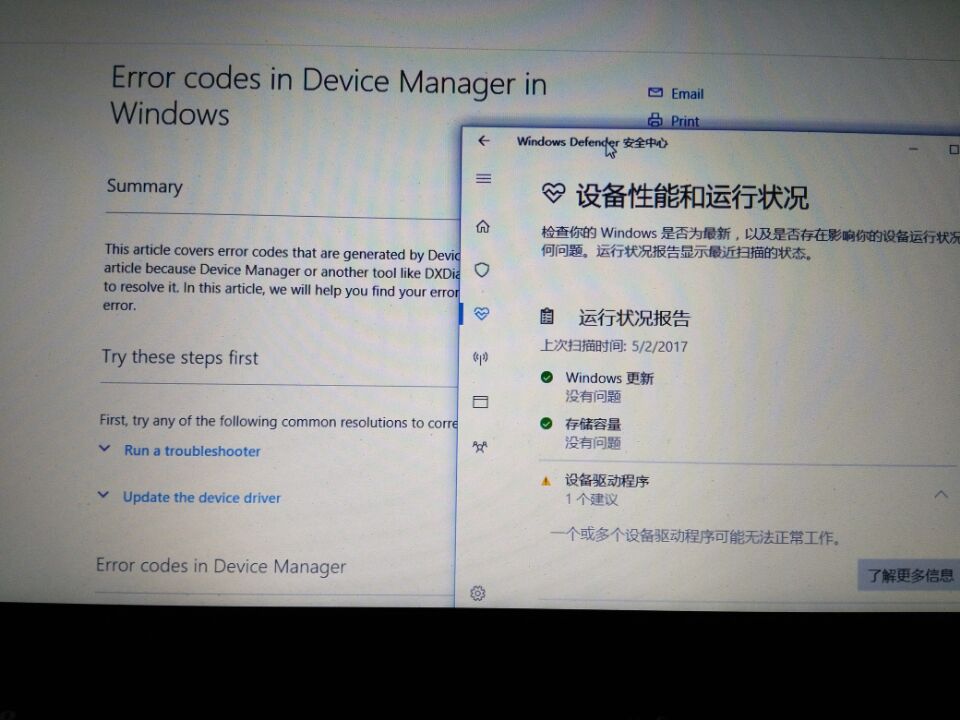 Error codes in Device Manager in
Windows
Email
Print
Summary
This article covers error codes that are generated by Devic
article because Device Manager or another tool like DXDia
to resolve it. In this article, we will help you find your error
error.
Try these steps first
First, try any of the following common resolutions to corre
Run a troubleshooter
Update the device driver
Error codes in Device Manager
Windows Defender 安全中心
设备性能和运行状况
检查你的 Windows 是否为最新，以及是否存在影响你的设备运行状况
何问题。运行状况报告显示最近扫描的状态。
运行状况报告
上次扫描时间: 5/2/2017
Windows 更新
没有问题
存储容量
没有问题
设备驱动程序
1 个建议
一个或多个设备驱动程序可能无法正常工作。
了解更多信息